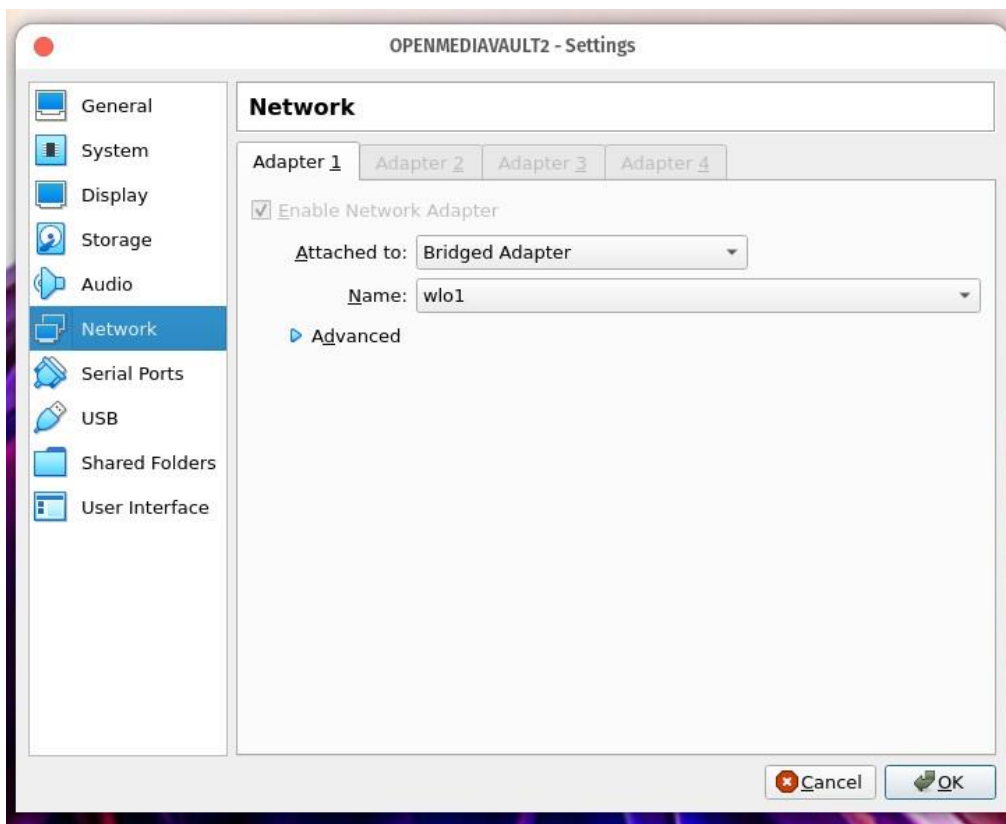 OPENMEDIAVAULT2 - Settings
General
System
Display
Storage
Audio
Network
Serial Ports
USB
Shared Folders
User Interface
Network
Adapter 1 Adapter 2 Adapter 3 Adapter 4
Enable Network Adapter
Attached to: Bridged Adapter
Name: wlo1
Advanced
Cancel OK